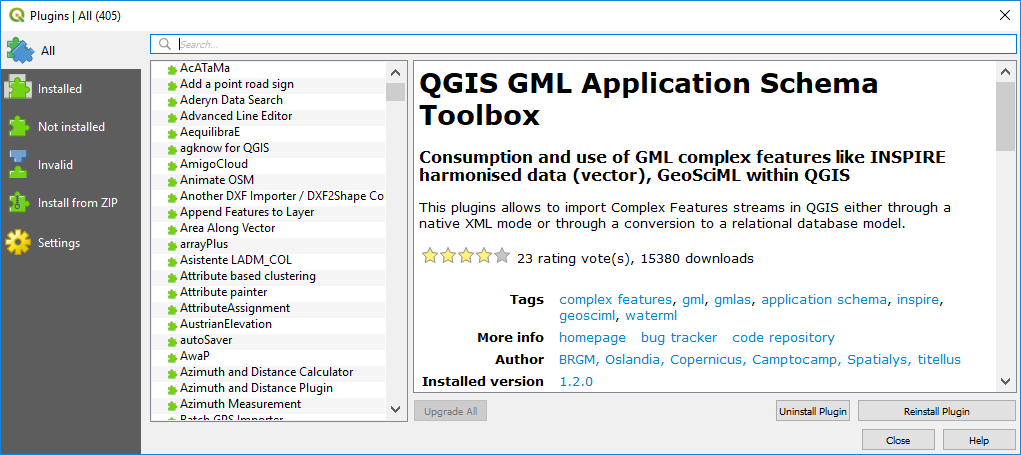 Plugins | All (405)
All
Installed
Not installed
Invalid
Install from ZIP
Settings
Search...
AcATaMa
Add a point road sign
Aderyn Data Search
Advanced Line Editor
AequilibraE
agknow for QGIS
AmigoCloud
Animate OSM
Another DXF Importer / DXF2Shape Co
Append Features to Layer
Area Along Vector
arrayPlus
Asistente LADM_COL
Attribute based clustering
Attribute painter
AttributeAssignment
AustrianElevation
autoSaver
AwaP
Azimuth and Distance Calculator
Azimuth and Distance Plugin
Azimuth Measurement
Batch GPS Importer
QGIS GML Application Schema
Toolbox
Consumption and use of GML complex features like INSPIRE
harmonised data (vector), GeoSciML within QGIS
This plugins allows to import Complex Features streams in QGIS either through a
native XML mode or through a conversion to a relational database model.
23 rating vote(s), 15380 downloads
Tags complex features, gml, gmlas, application schema, inspire,
geosciml, waterml
More info homepage bug tracker code repository
Author BRGM, Oslandia, Copernicus, Camptocamp, Spatialys, titellus
Installed version 1.2.0
Upgrade All
Uninstall Plugin
Reinstall Plugin
Close
Help